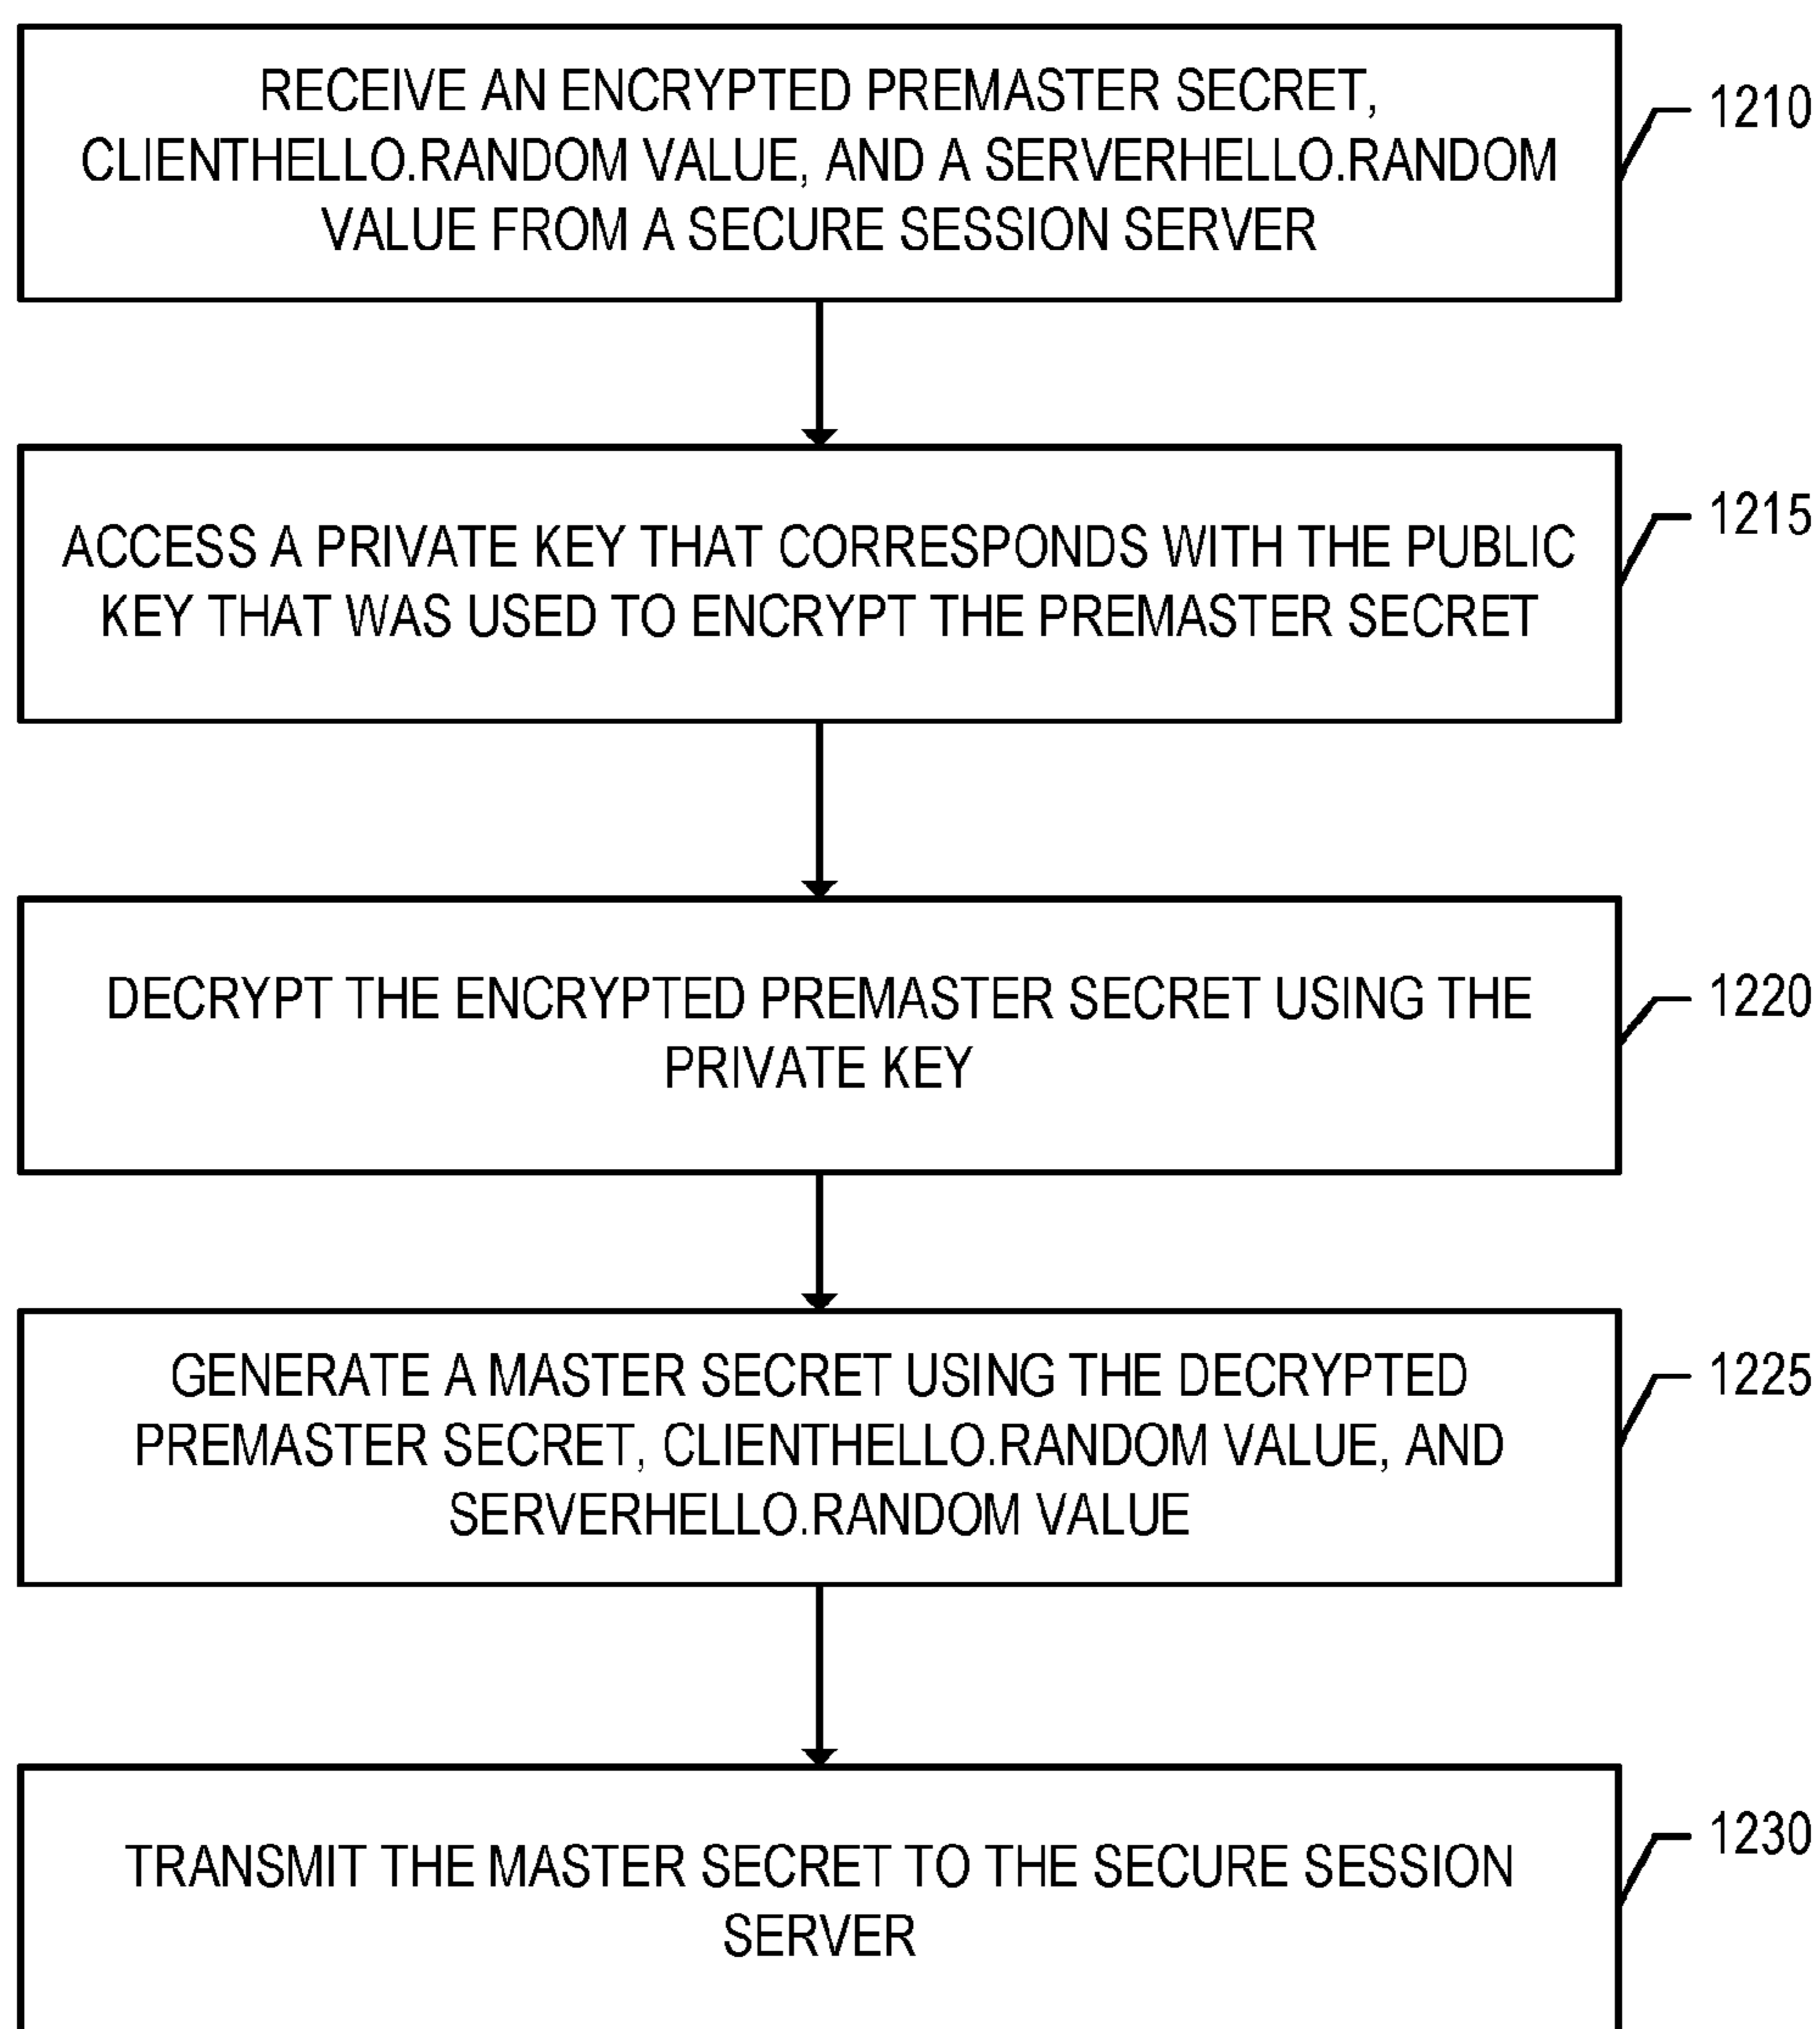 RECEIVE AN ENCRYPTED PREMASTER SECRET,
CLIENTHELLO.RANDOM VALUE, AND A SERVERHELLO.RANDOM
VALUE FROM A SECURE SESSION SERVER
1210
ACCESS A PRIVATE KEY THAT CORRESPONDS WITH THE PUBLIC
KEY THAT WAS USED TO ENCRYPT THE PREMASTER SECRET
1215
DECRYPT THE ENCRYPTED PREMASTER SECRET USING THE
PRIVATE KEY
1220
GENERATE A MASTER SECRET USING THE DECRYPTED
PREMASTER SECRET, CLIENTHELLO.RANDOM VALUE, AND
SERVERHELLO.RANDOM VALUE
1225
TRANSMIT THE MASTER SECRET TO THE SECURE SESSION
SERVER
1230